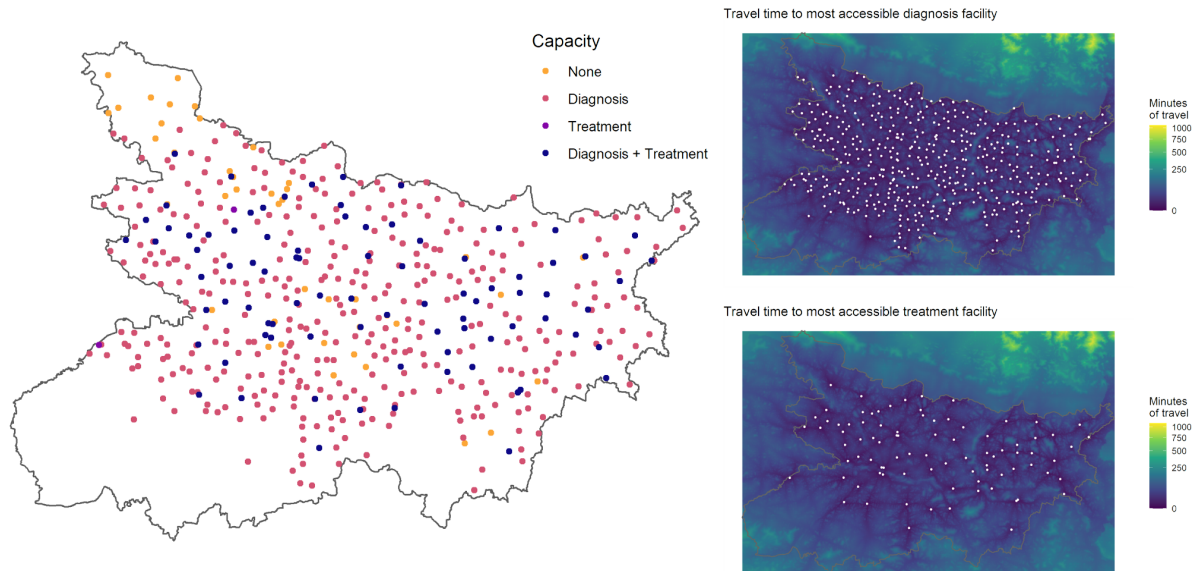 Capacity
None
Diagnosis
Treatment
Diagnosis + Treatment
Travel time to most accessible diagnosis facility
Minutes
of travel
1000
750
500
250
0
Travel time to most accessible treatment facility
Minutes
of travel
1000
750
500
250
0